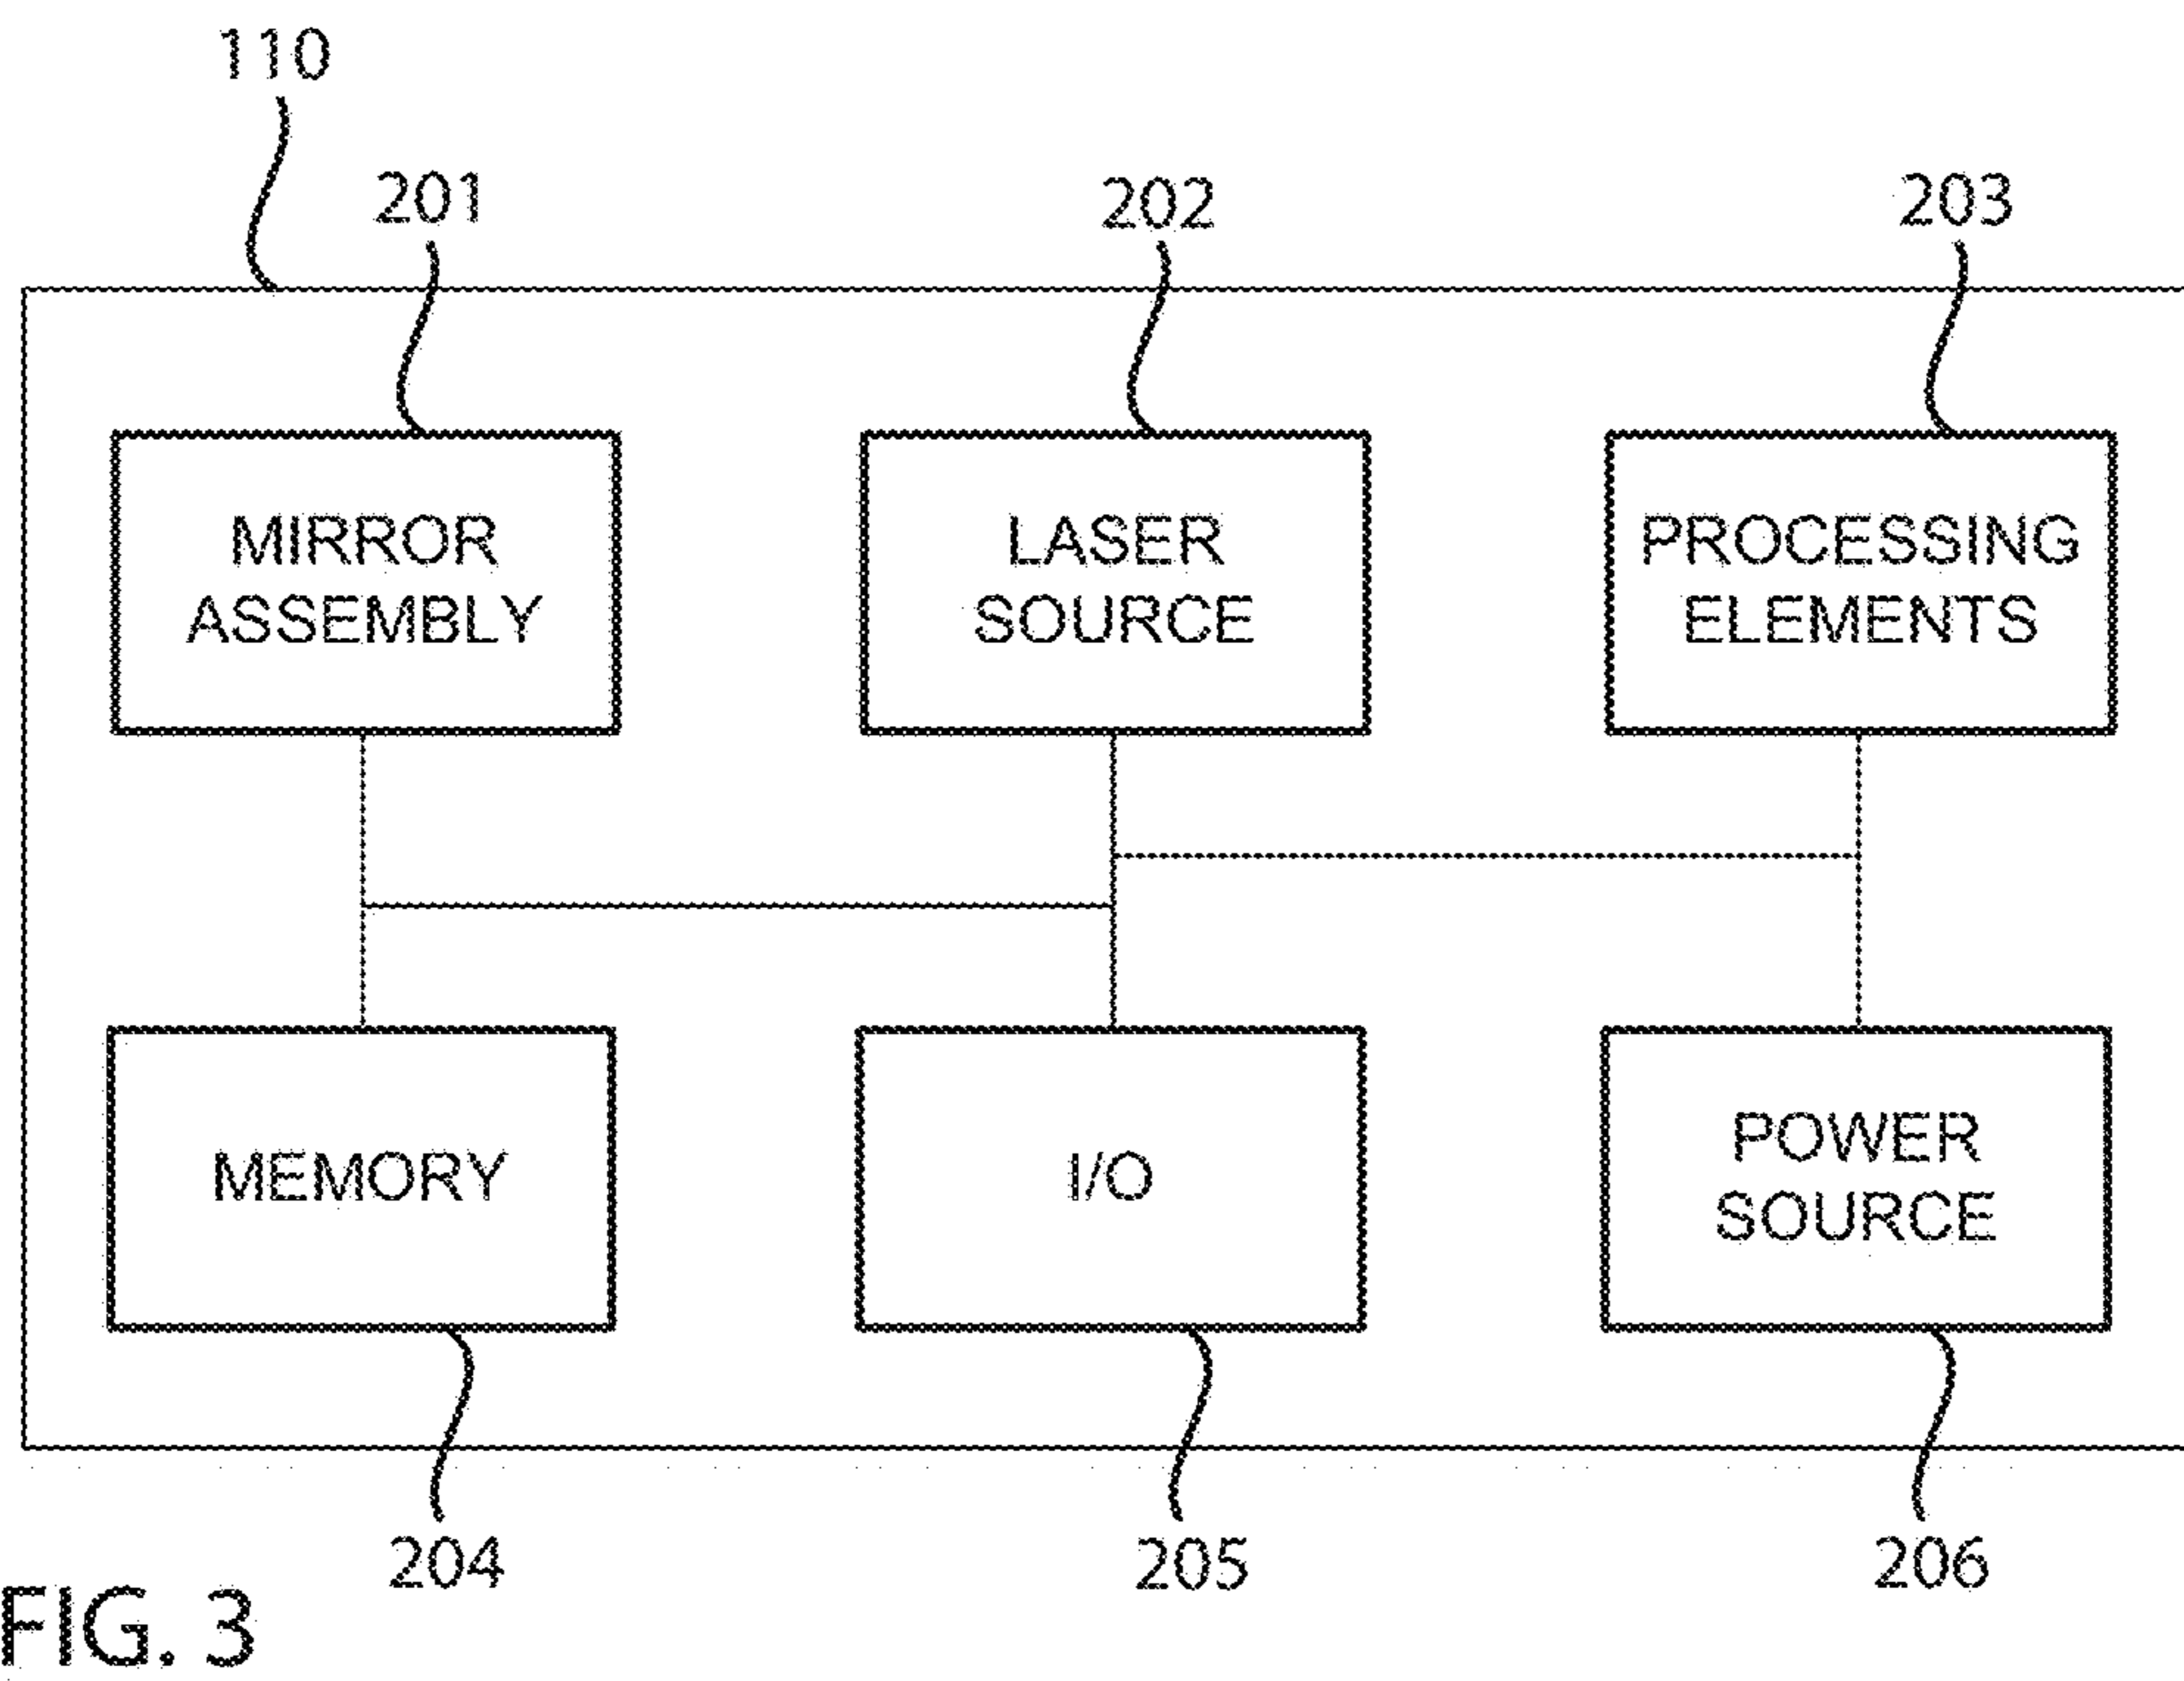 110
201
202
203
MIRROR
ASSEMBLY
LASER
SOURCE
PROCESSING
ELEMENTS
MEMORY
I/O
POWER
SOURCE
204
205
206
FIG. 3